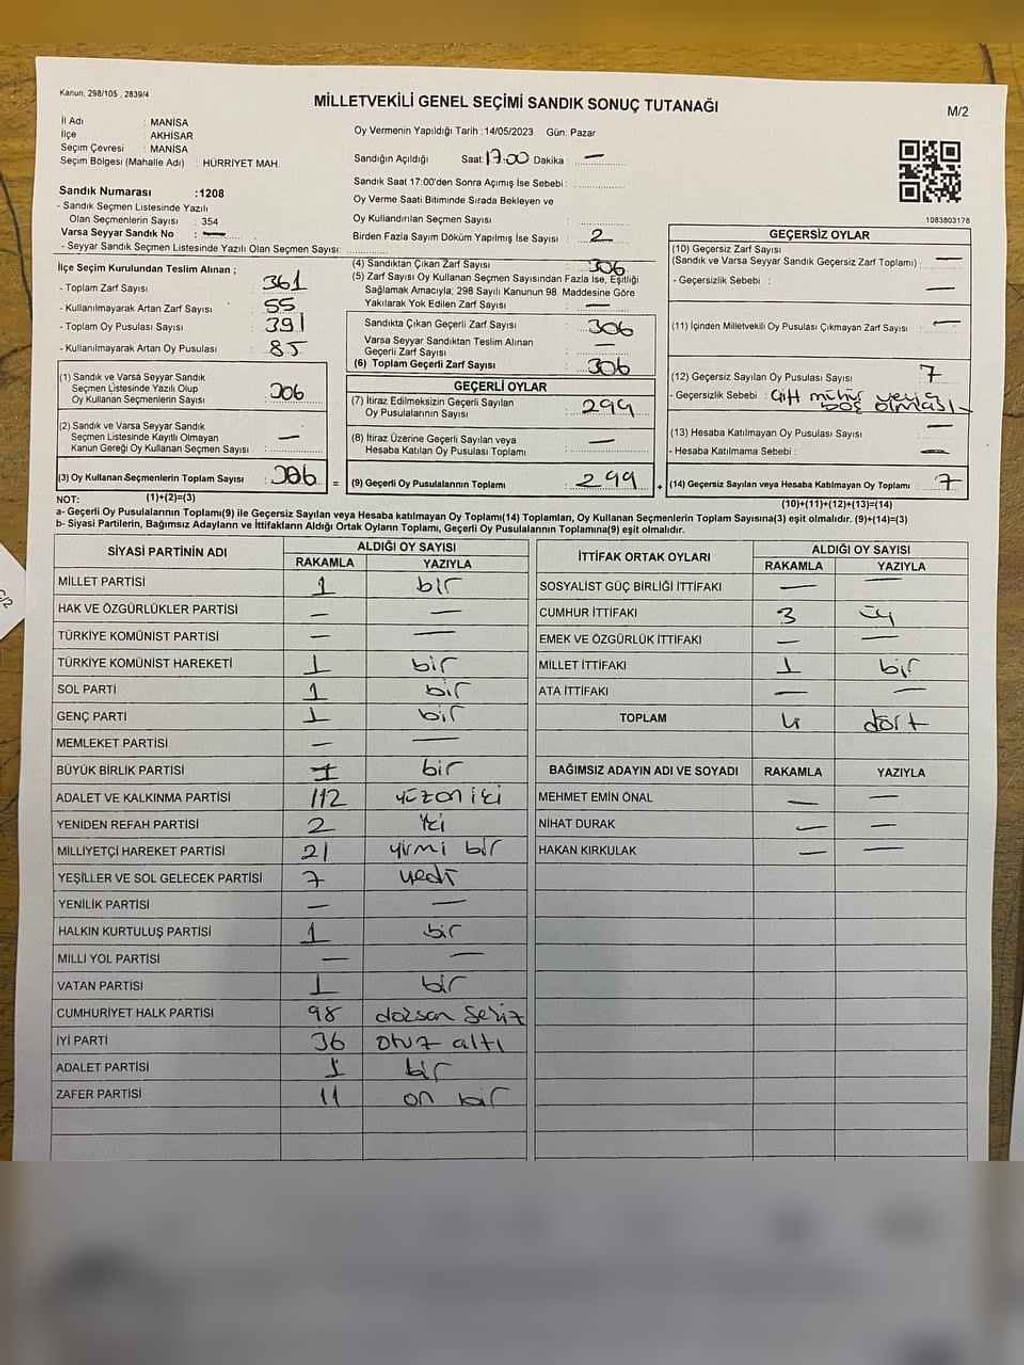 Kanun, 298/105 , 2839/4
MİLLETVEKİLİ GENEL SEÇİMİ SANDIK SONUÇ TUTANAĞI
M/2
İl Adı : MANİSA
İlçe AKHİSAR
Seçim Çevresi : MANİSA
Seçim Bölgesi (Mahalle Adı) : HÜRRİYET MAH.
Oy Vermenin Yapıldığı Tarih :14/05/2023 Gün: Pazar
Sandığın Açıldığı Saat:17.00 Dakika —
Sandık Saat 17:00'den Sonra Açımış İse Sebebi :
Oy Verme Saati Bitiminde Sırada Bekleyen ve
Oy Kullandırılan Seçmen Sayısı
Birden Fazla Sayım Döküm Yapılmış İse Sayısı : 2
Sandık Numarası :1208
- Sandık Seçmen Listesinde Yazılı
Olan Seçmenlerin Sayısı : 354
Varsa Seyyar Sandık No : —
- Seyyar Sandık Seçmen Listesinde Yazılı Olan Seçmen Sayısı:
1083803178
İlçe Seçim Kurulundan Teslim Alınan ;
- Toplam Zarf Sayısı : 361
- Kullanılmayarak Artan Zarf Sayısı : 55
- Toplam Oy Pusulası Sayısı : 391
- Kullanılmayarak Artan Oy Pusulası : 85
(1) Sandık ve Varsa Seyyar Sandık
Seçmen Listesinde Yazılı Olup
Oy Kullanan Seçmenlerin Sayısı : 306
(2) Sandık ve Varsa Seyyar Sandık
Seçmen Listesinde Kayıtlı Olmayan
Kanun Gereği Oy Kullanan Seçmen Sayısı : —
(3) Oy Kullanan Seçmenlerin Toplam Sayısı : 306 =
(4) Sandıktan Çıkan Zarf Sayısı : 306
(5) Zarf Sayısı Oy Kullanan Seçmen Sayısından Fazla İse, Eşitliği
Sağlamak Amacıyla; 298 Sayılı Kanunun 98. Maddesine Göre
Yakılarak Yok Edilen Zarf Sayısı : —
Sandıkta Çıkan Geçerli Zarf Sayısı : 306
Varsa Seyyar Sandıktan Teslim Alınan
Geçerli Zarf Sayısı : —
(6) Toplam Geçerli Zarf Sayısı : 306
GEÇERLİ OYLAR
(7) İtiraz Edilmeksizin Geçerli Sayılan
Oy Pusulalarının Sayısı : 299
(8) İtiraz Üzerine Geçerli Sayılan veya
Hesaba Katılan Oy Pusulası Toplamı : —
(9) Geçerli Oy Pusulalarının Toplamı : 299 +
GEÇERSİZ OYLAR
(10) Geçersiz Zarf Sayısı
(Sandık ve Varsa Seyyar Sandık Geçersiz Zarf Toplamı) : —
- Geçersizlik Sebebi : —
(11) İçinden Milletvekili Oy Pusulası Çıkmayan Zarf Sayısı : —
(12) Geçersiz Sayılan Oy Pusulası Sayısı : 7
- Geçersizlik Sebebi : Çift mühür veya
boş olması
(13) Hesaba Katılmayan Oy Pusulası Sayısı : —
- Hesaba Katılmama Sebebi : —
(14) Geçersiz Sayılan veya Hesaba Katılmayan Oy Toplamı : 7
NOT: (1)+(2)=(3)
(10)+(11)+(12)+(13)=(14)
a- Geçerli Oy Pusulalarının Toplamı(9) ile Geçersiz Sayılan veya Hesaba katılmayan Oy Toplamı(14) Toplamları, Oy Kullanan Seçmenlerin Toplam Sayısına(3) eşit olmalıdır. (9)+(14)=(3)
b- Siyasi Partilerin, Bağımsız Adayların ve İttifakların Aldığı Ortak Oyların Toplamı, Geçerli Oy Pusulalarının Toplamına(9) eşit olmalıdır.
SİYASİ PARTİNİN ADI ALDIĞI OY SAYISI
RAKAMLA YAZIYLA
MİLLET PARTİSİ 1 bir
HAK VE ÖZGÜRLÜKLER PARTİSİ — —
TÜRKİYE KOMÜNİST PARTİSİ — —
TÜRKİYE KOMÜNİST HAREKETİ 1 bir
SOL PARTİ 1 bir
GENÇ PARTİ 1 bir
MEMLEKET PARTİSİ — —
BÜYÜK BİRLİK PARTİSİ 1 bir
ADALET VE KALKINMA PARTİSİ 112 yüzon iki
YENİDEN REFAH PARTİSİ 2 iki
MİLLİYETÇİ HAREKET PARTİSİ 21 yirmi bir
YEŞİLLER VE SOL GELECEK PARTİSİ 7 yedi
YENİLİK PARTİSİ — —
HALKIN KURTULUŞ PARTİSİ 1 bir
MİLLİ YOL PARTİSİ — —
VATAN PARTİSİ 1 bir
CUMHURİYET HALK PARTİSİ 98 doksan sekiz
İYİ PARTİ 36 otuz altı
ADALET PARTİSİ 1 bir
ZAFER PARTİSİ 11 on bir
İTTİFAK ORTAK OYLARI ALDIĞI OY SAYISI
RAKAMLA YAZIYLA
SOSYALİST GÜÇ BİRLİĞİ İTTİFAKI — —
CUMHUR İTTİFAKI 3 üç
EMEK VE ÖZGÜRLÜK İTTİFAKI — —
MİLLET İTTİFAKI 1 bir
ATA İTTİFAKI — —
TOPLAM 4 dört
BAĞIMSIZ ADAYIN ADI VE SOYADI RAKAMLA YAZIYLA
MEHMET EMİN ÖNAL — —
NİHAT DURAK — —
HAKAN KIRKULAK — —